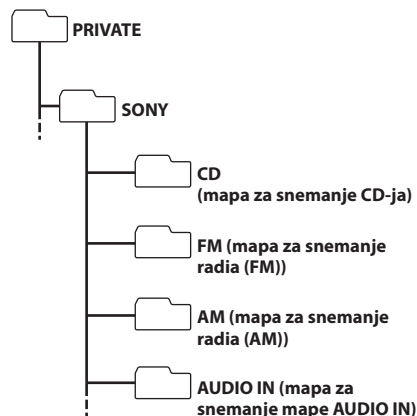 PRIVATE
SONY
CD
(mapa za snemanje CD-ja)
FM (mapa za snemanje
radia (FM))
AM (mapa za snemanje
radia (AM))
AUDIO IN (mapa za
snemanje mape AUDIO IN)